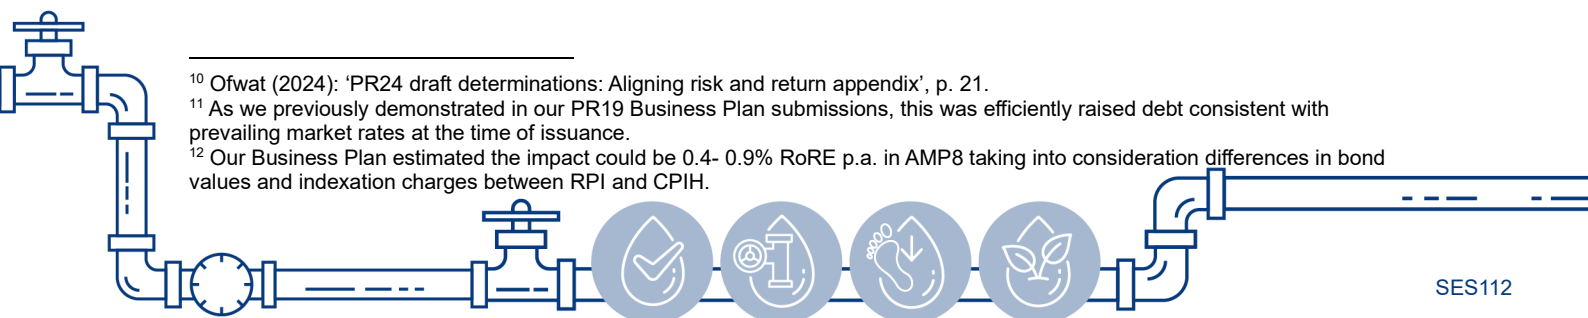 10 Ofwat (2024): ‘PR24 draft determinations: Aligning risk and return appendix’, p. 21.
11 As we previously demonstrated in our PR19 Business Plan submissions, this was efficiently raised debt consistent with
prevailing market rates at the time of issuance.
12 Our Business Plan estimated the impact could be 0.4- 0.9% RoRE p.a. in AMP8 taking into consideration differences in bond
values and indexation charges between RPI and CPIH.
SES112